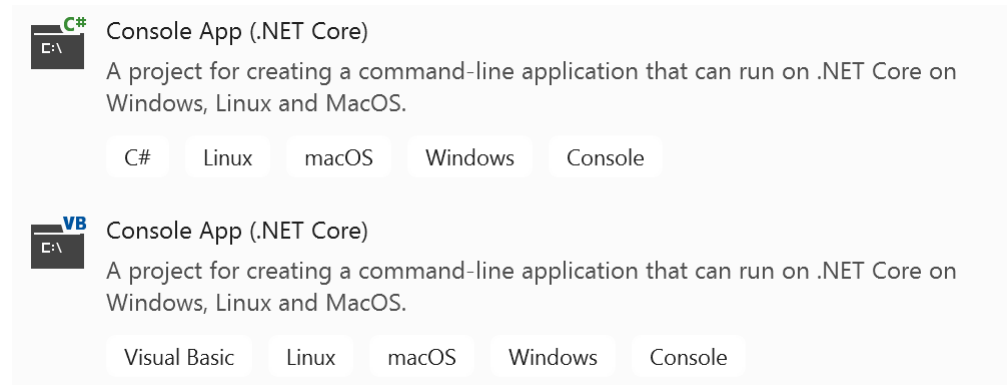 C#
C:\
Console App (.NET Core)
A project for creating a command-line application that can run on .NET Core on
Windows, Linux and MacOS.
C# Linux macOS Windows Console
VB
C:\
Console App (.NET Core)
A project for creating a command-line application that can run on .NET Core on
Windows, Linux and MacOS.
Visual Basic Linux macOS Windows Console